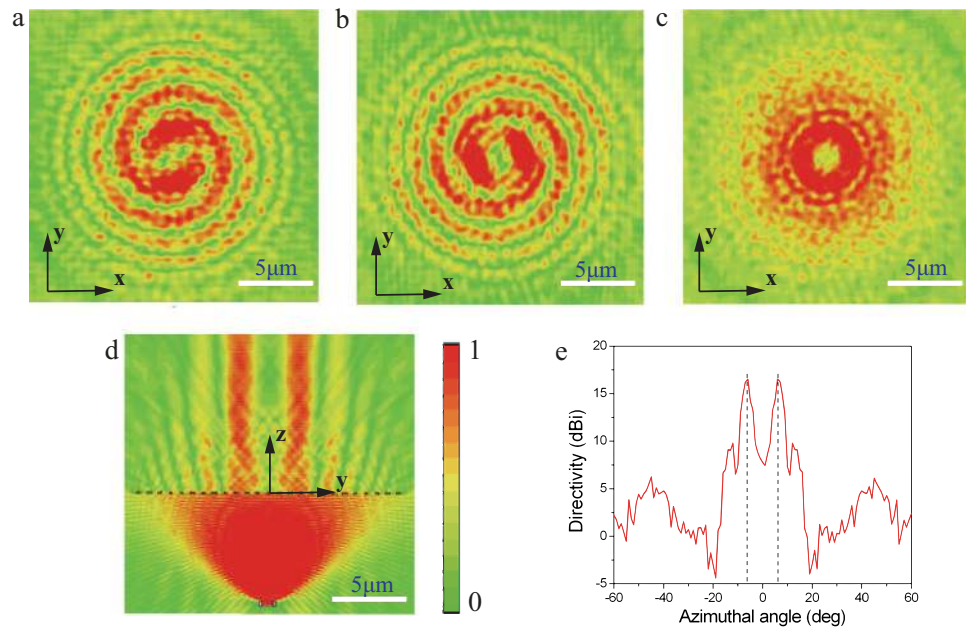 a
b
c
y
x
5μm
y
x
5μm
y
x
5μm
d
z
y
5μm
1
0
e
20
15
10
5
0
-5
-60
-40
-20
0
20
40
60
Directivity (dBi)
Azimuthal angle (deg)